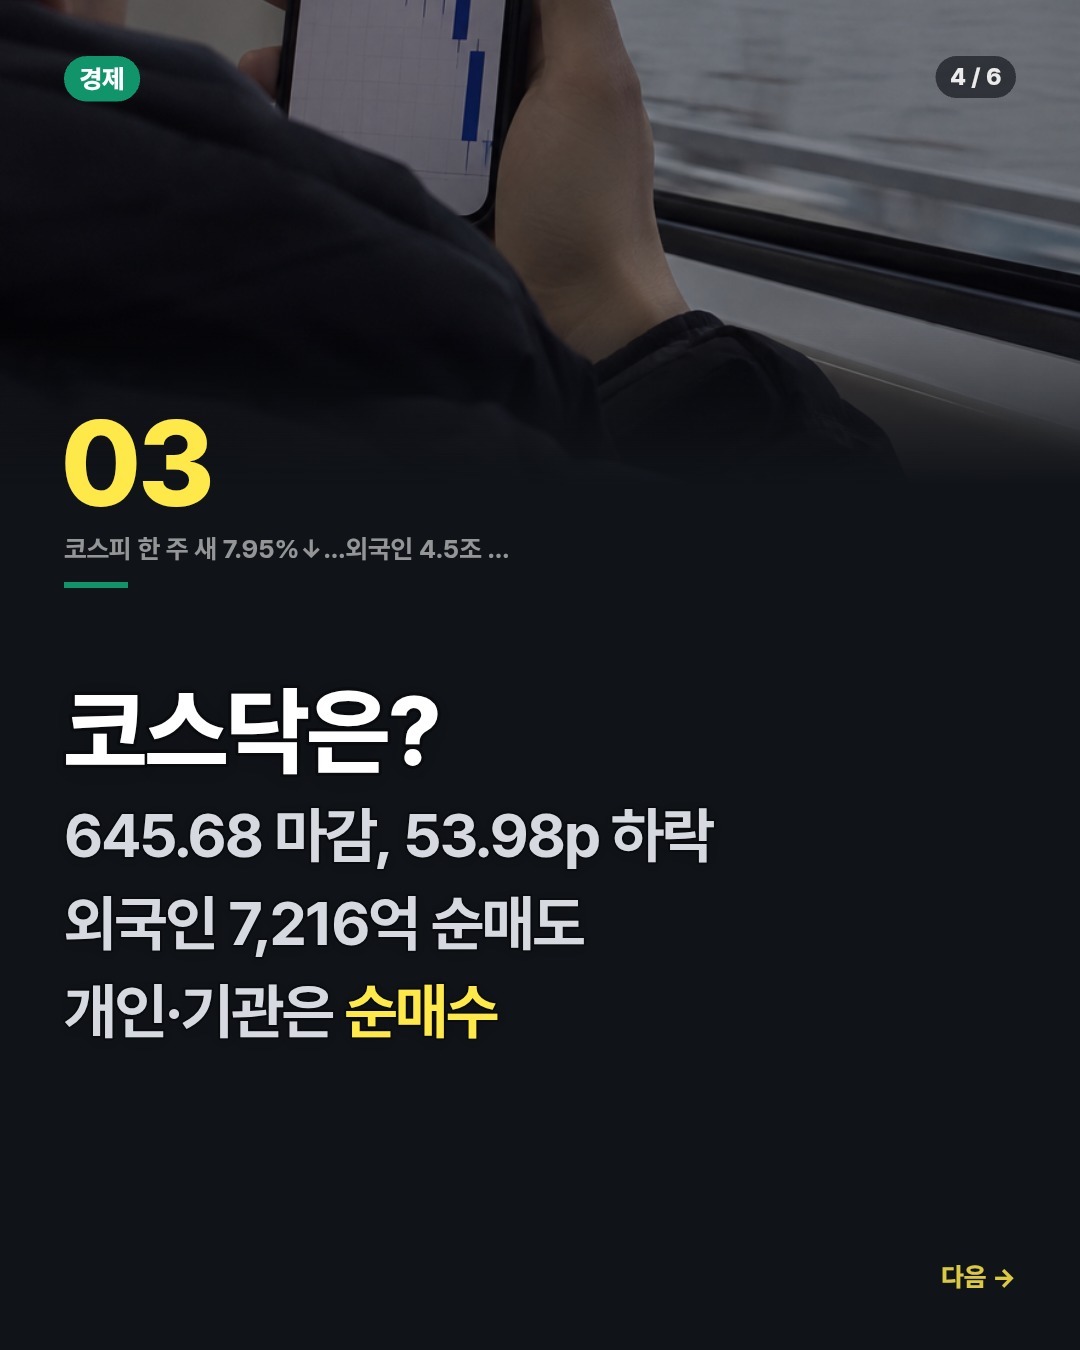 경제
4 / 6
03
코스피 한 주 새 7.95%↓...외국인 4.5조 ...
코스닥은?
645.68 마감, 53.98p 하락
외국인 7,216억 순매도
개인·기관은 순매수
다음 →